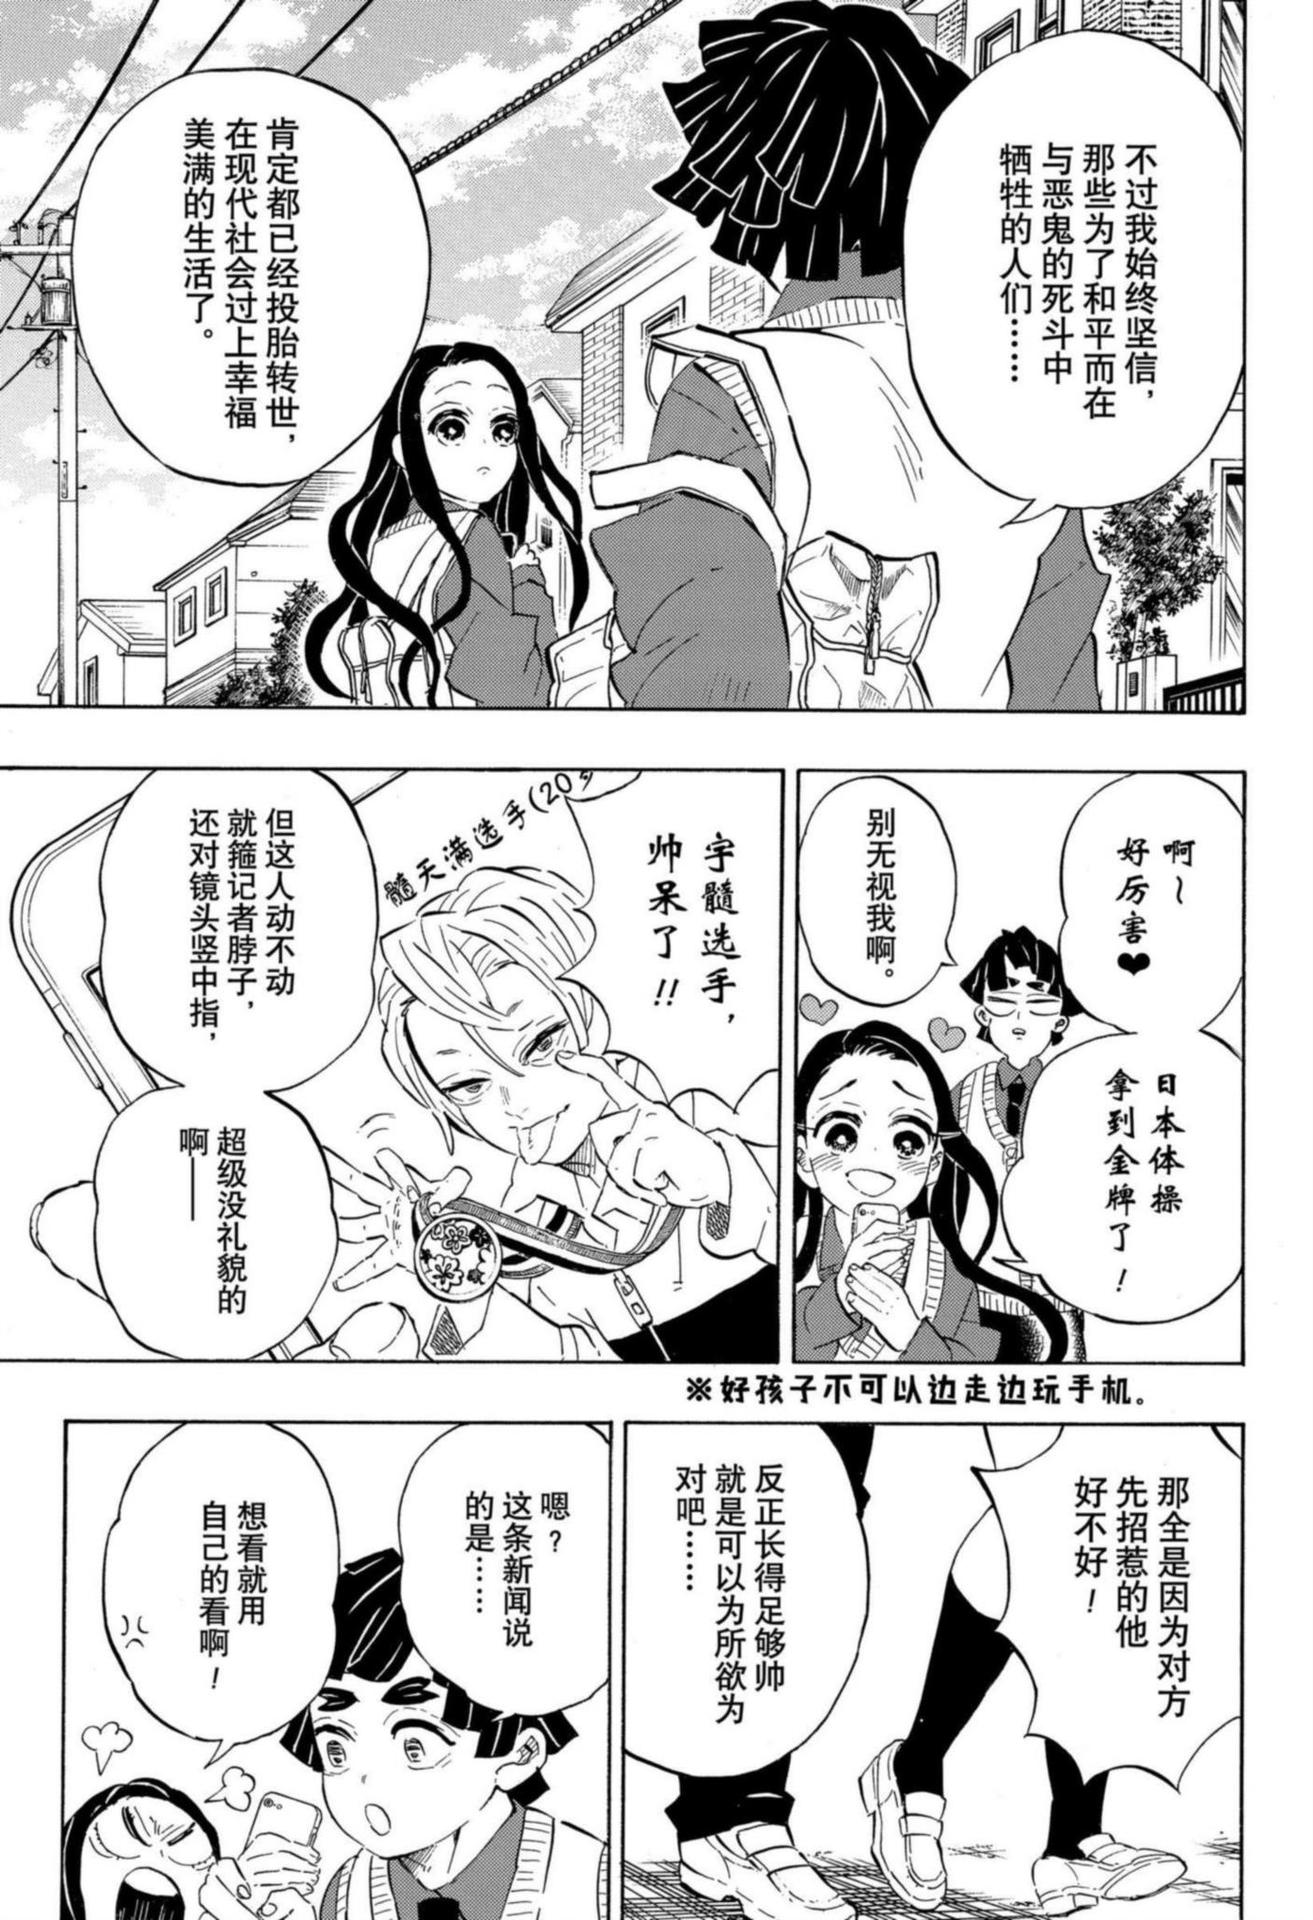 不过我始终坚信，
那些为了和平而在
与恶鬼的死斗中
牺牲的人们……
肯定都已经投胎转世，
在现代社会过上幸福
美满的生活了。
啊～
好厉害❤
日本体操
拿到金牌了！
别无视我啊。
宇髓选手，
帅呆了!!
髓天满选手(20岁
但这人动不动
就箍记者脖子，
还对镜头竖中指，
超级没礼貌的
啊——
※好孩子不可以边走边玩手机。
那全是因为对方
先招惹的他
好不好！
反正长得足够帅
就是可以为所欲为
对吧……
嗯？
这条新闻说
的是……
想看就用
自己的看啊！